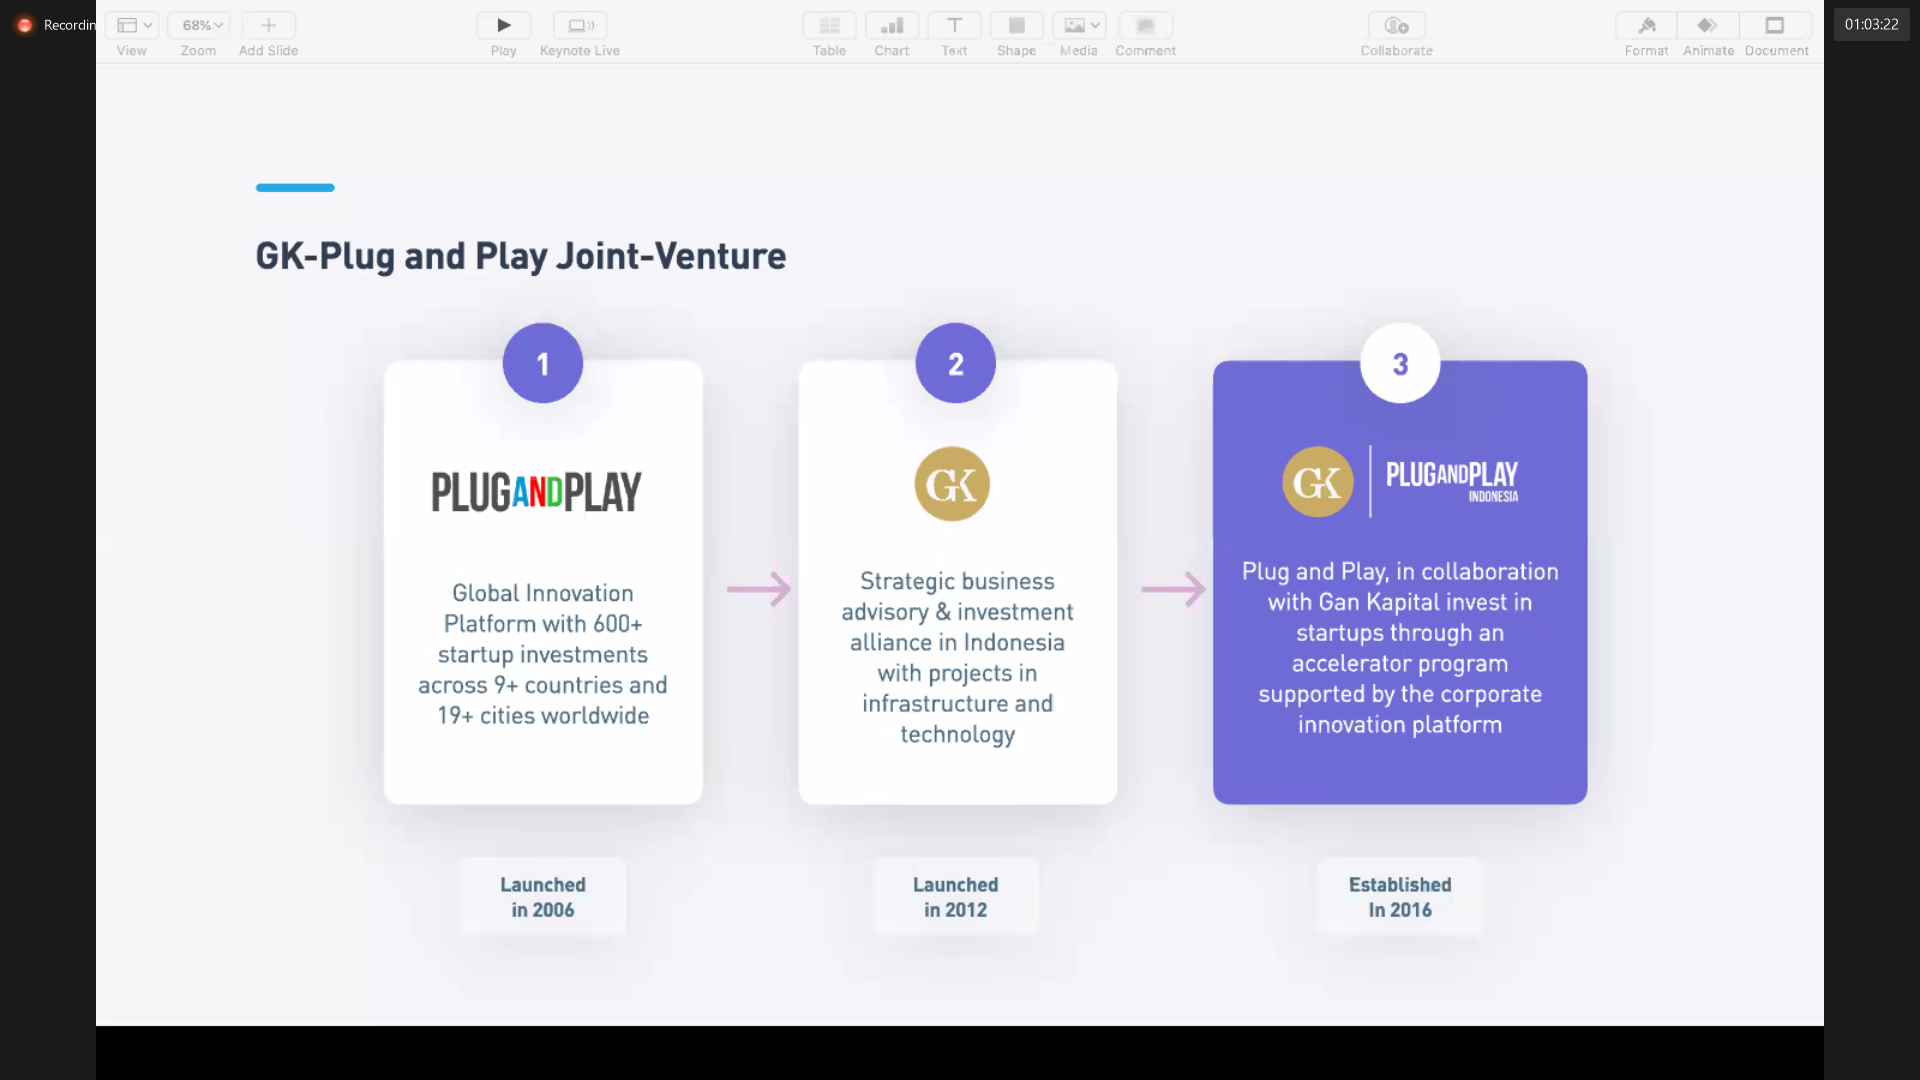 Recording
68%
View
Zoom
Add Slide
Play
Keynote Live
Table
Chart
Text
Shape
Media
Comment
Collaborate
Format
Animate
Document
01:03:22
GK-Plug and Play Joint-Venture
1
PLUGANDPLAY
Global Innovation
Platform with 600+
startup investments
across 9+ countries and
19+ cities worldwide
Launched
in 2006
2
GK
Strategic business
advisory & investment
alliance in Indonesia
with projects in
infrastructure and
technology
Launched
in 2012
3
GK
PLUGANDPLAY
INDONESIA
Plug and Play, in collaboration
with Gan Kapital invest in
startups through an
accelerator program
supported by the corporate
innovation platform
Established
In 2016